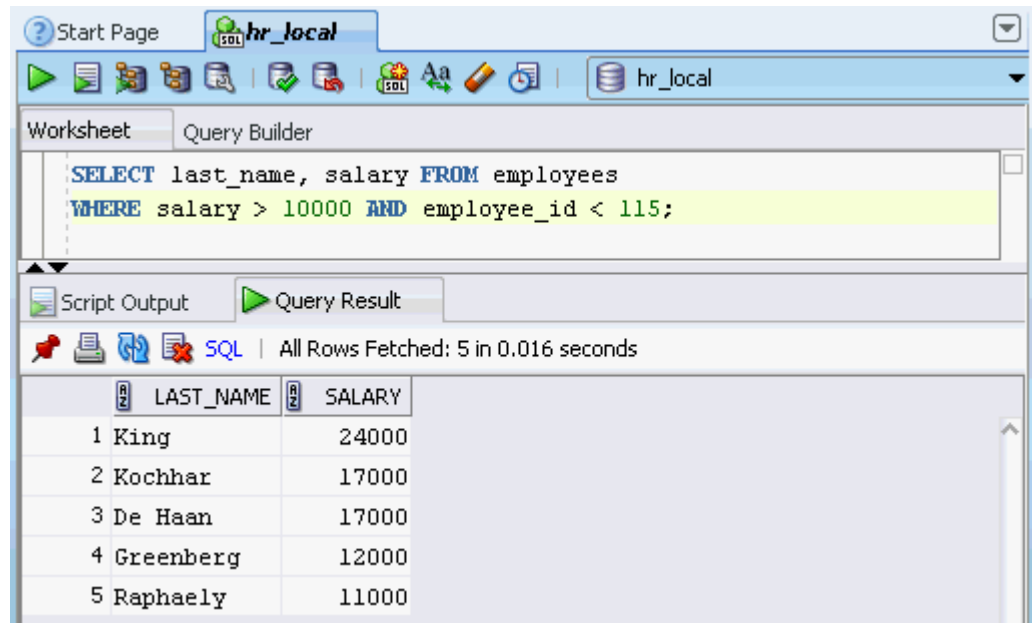 Start Page hr_local
hr_local
Worksheet Query Builder
SELECT last_name, salary FROM employees
WHERE salary > 10000 AND employee_id < 115;
Script Output Query Result
SQL | All Rows Fetched: 5 in 0.016 seconds
LAST_NAME SALARY
1 King 24000
2 Kochhar 17000
3 De Haan 17000
4 Greenberg 12000
5 Raphaely 11000